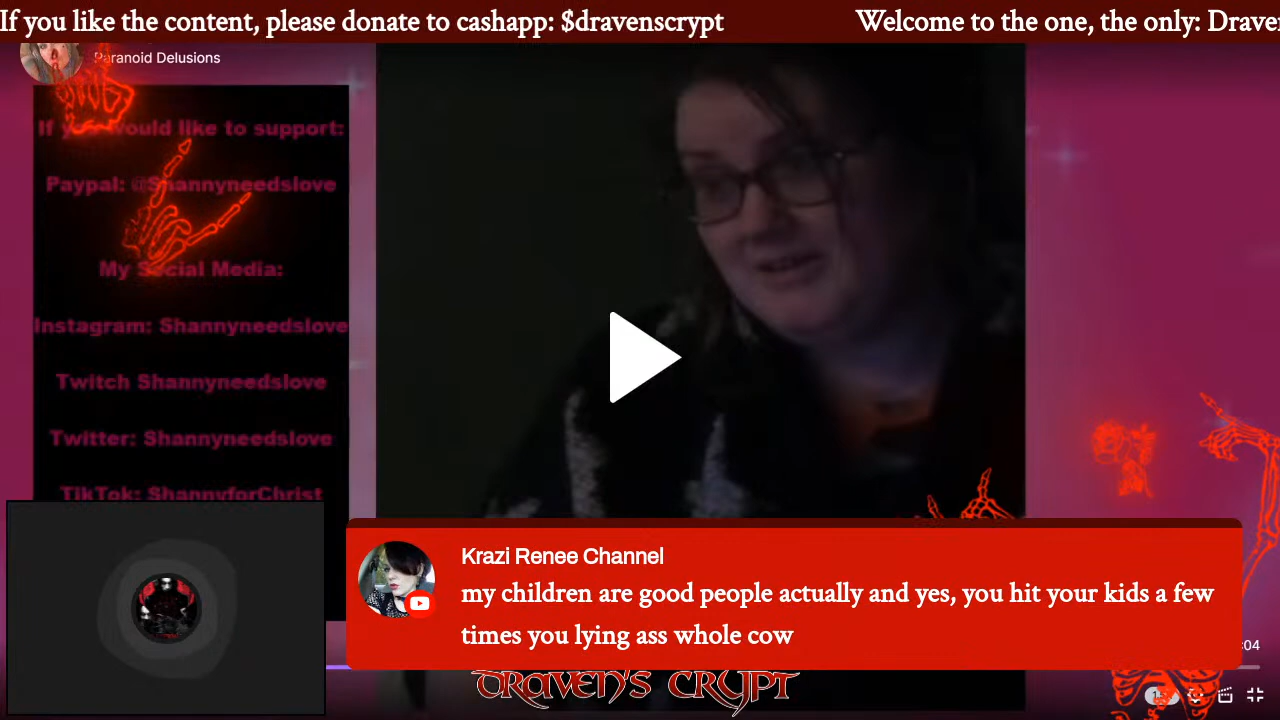 If you like the content, please donate to cashapp: $dravenscrypt
Welcome to the one, the only: Draven
Paranoid Delusions
If you would like to support:
Paypal: @Shannyneedslove
My Social Media:
Instagram: Shannyneedslove
Twitch Shannyneedslove
Twitter: Shannyneedslove
TikTok: ShannyforChrist
Krazi Renee Channel
my children are good people actually and yes, you hit your kids a few
times you lying ass whole cow
:04
DRAVEN'S CRYPT